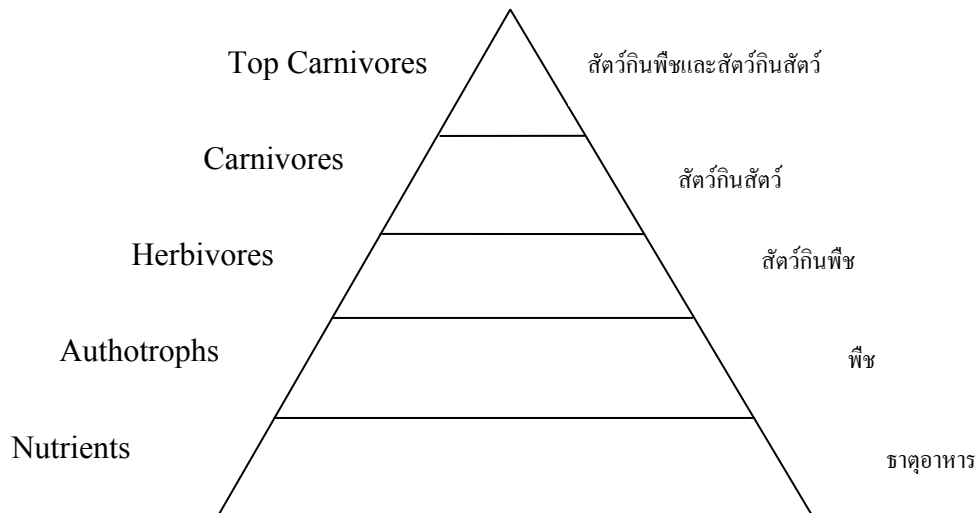 Top Carnivores
สัตว์กินพืชและสัตว์กินสัตว์
Carnivores
สัตว์กินสัตว์
Herbivores
สัตว์กินพืช
Authotrophs
พืช
Nutrients
ธาตุอาหาร